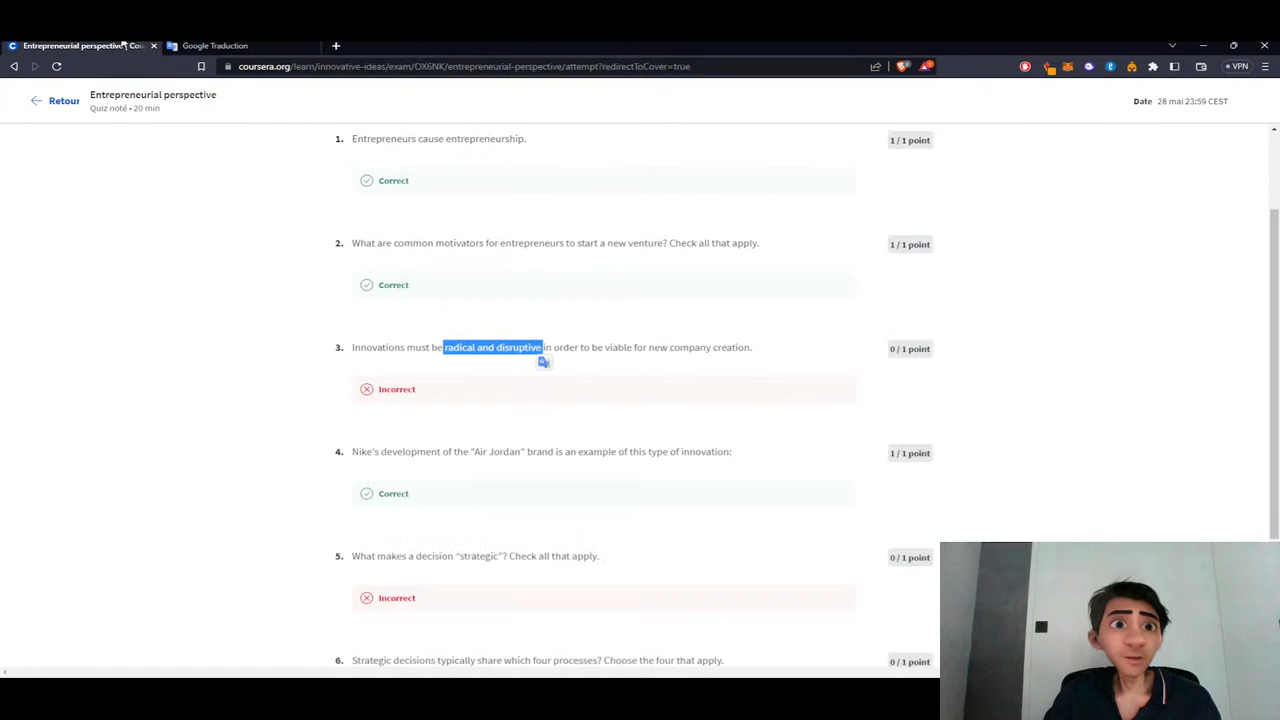 Entrepreneurial perspective | Cou
Google Traduction
coursera.org/learn/innovative-ideas/exam/OX6NK/entrepreneurial-perspective/attempt?redirectToCover=true
VPN
Retour
Entrepreneurial perspective
Quiz noté • 20 min
Date 28 mai 23:59 CEST
1. Entrepreneurs cause entrepreneurship.
1 / 1 point
Correct
2. What are common motivators for entrepreneurs to start a new venture? Check all that apply.
1 / 1 point
Correct
3. Innovations must be radical and disruptive in order to be viable for new company creation.
0 / 1 point
Incorrect
4. Nike's development of the "Air Jordan" brand is an example of this type of innovation:
1 / 1 point
Correct
5. What makes a decision “strategic”? Check all that apply.
0 / 1 point
Incorrect
6. Strategic decisions typically share which four processes? Choose the four that apply.
0 / 1 point